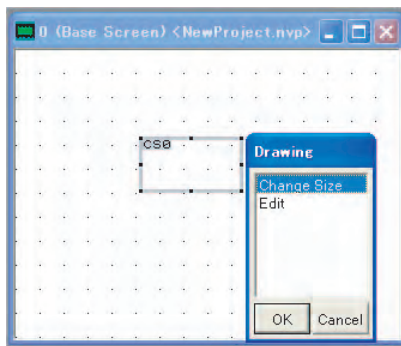 0 (Base Screen) <NewProject.nvp>
CS0
Drawing
Change Size
Edit
OK
Cancel